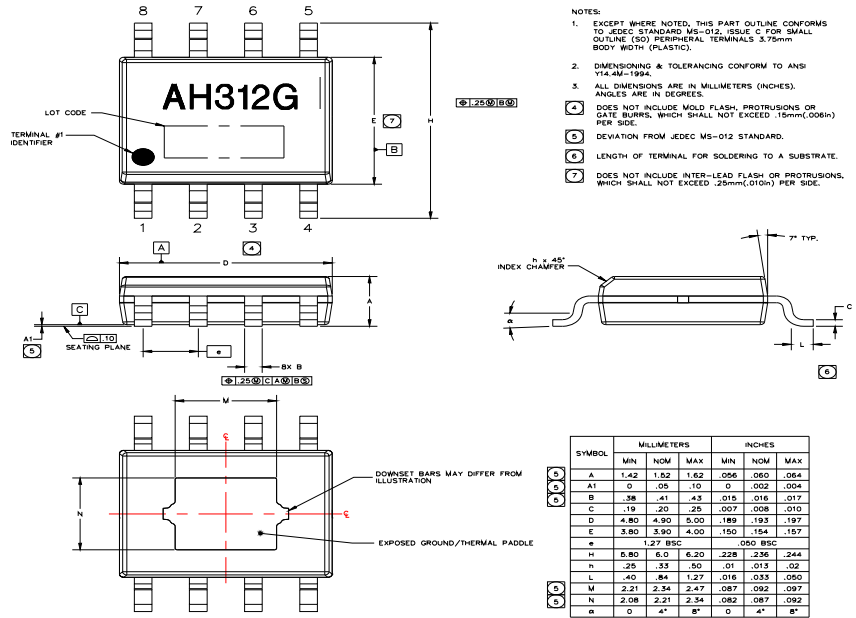 8 7 6 5
AH312G
LOT CODE
TERMINAL #1
IDENTIFIER
1 2 3 4
E 7
B
H
.25 M B M
NOTES:
1. EXCEPT WHERE NOTED, THIS PART OUTLINE CONFORMS
TO JEDEC STANDARD MS-012, ISSUE C FOR SMALL
OUTLINE (SO) PERIPHERAL TERMINALS 3.75mm
BODY WIDTH (PLASTIC).
2. DIMENSIONING & TOLERANCING CONFORM TO ANSI
Y14.4M-1994.
3. ALL DIMENSIONS ARE IN MILLIMETERS (INCHES).
ANGLES ARE IN DEGREES.
4 DOES NOT INCLUDE MOLD FLASH, PROTRUSIONS OR
GATE BURRS, WHICH SHALL NOT EXCEED .15mm(.006in)
PER SIDE.
5 DEVIATION FROM JEDEC MS-012 STANDARD.
6 LENGTH OF TERMINAL FOR SOLDERING TO A SUBSTRATE.
7 DOES NOT INCLUDE INTER-LEAD FLASH OR PROTRUSIONS,
WHICH SHALL NOT EXCEED .25mm(.010in) PER SIDE.
A 4
D
A
C
A1
5
.10
SEATING PLANE
e
8X B
.25 M C A M B S
7° TYP.
h x 45°
INDEX CHAMFER
α
C
L
6
M
N
DOWNSET BARS MAY DIFFER FROM
ILLUSTRATION
EXPOSED GROUND/THERMAL PADDLE
SYMBOL MILLIMETERS INCHES
MIN NOM MAX MIN NOM MAX
5 A 1.42 1.52 1.62 .056 .060 .064
5 A1 0 .05 .10 0 .002 .004
5 B .38 .41 .43 .015 .016 .017
C .19 .20 .25 .007 .008 .010
D 4.80 4.90 5.00 .189 .193 .197
E 3.80 3.90 4.00 .150 .154 .157
e 1.27 BSC .050 BSC
H 5.80 6.0 6.20 .228 .236 .244
h .25 .33 .50 .01 .013 .02
L .40 .84 1.27 .016 .033 .050
5 M 2.21 2.34 2.47 .087 .092 .097
5 N 2.08 2.21 2.34 .082 .087 .092
α 0 4° 8° 0 4° 8°